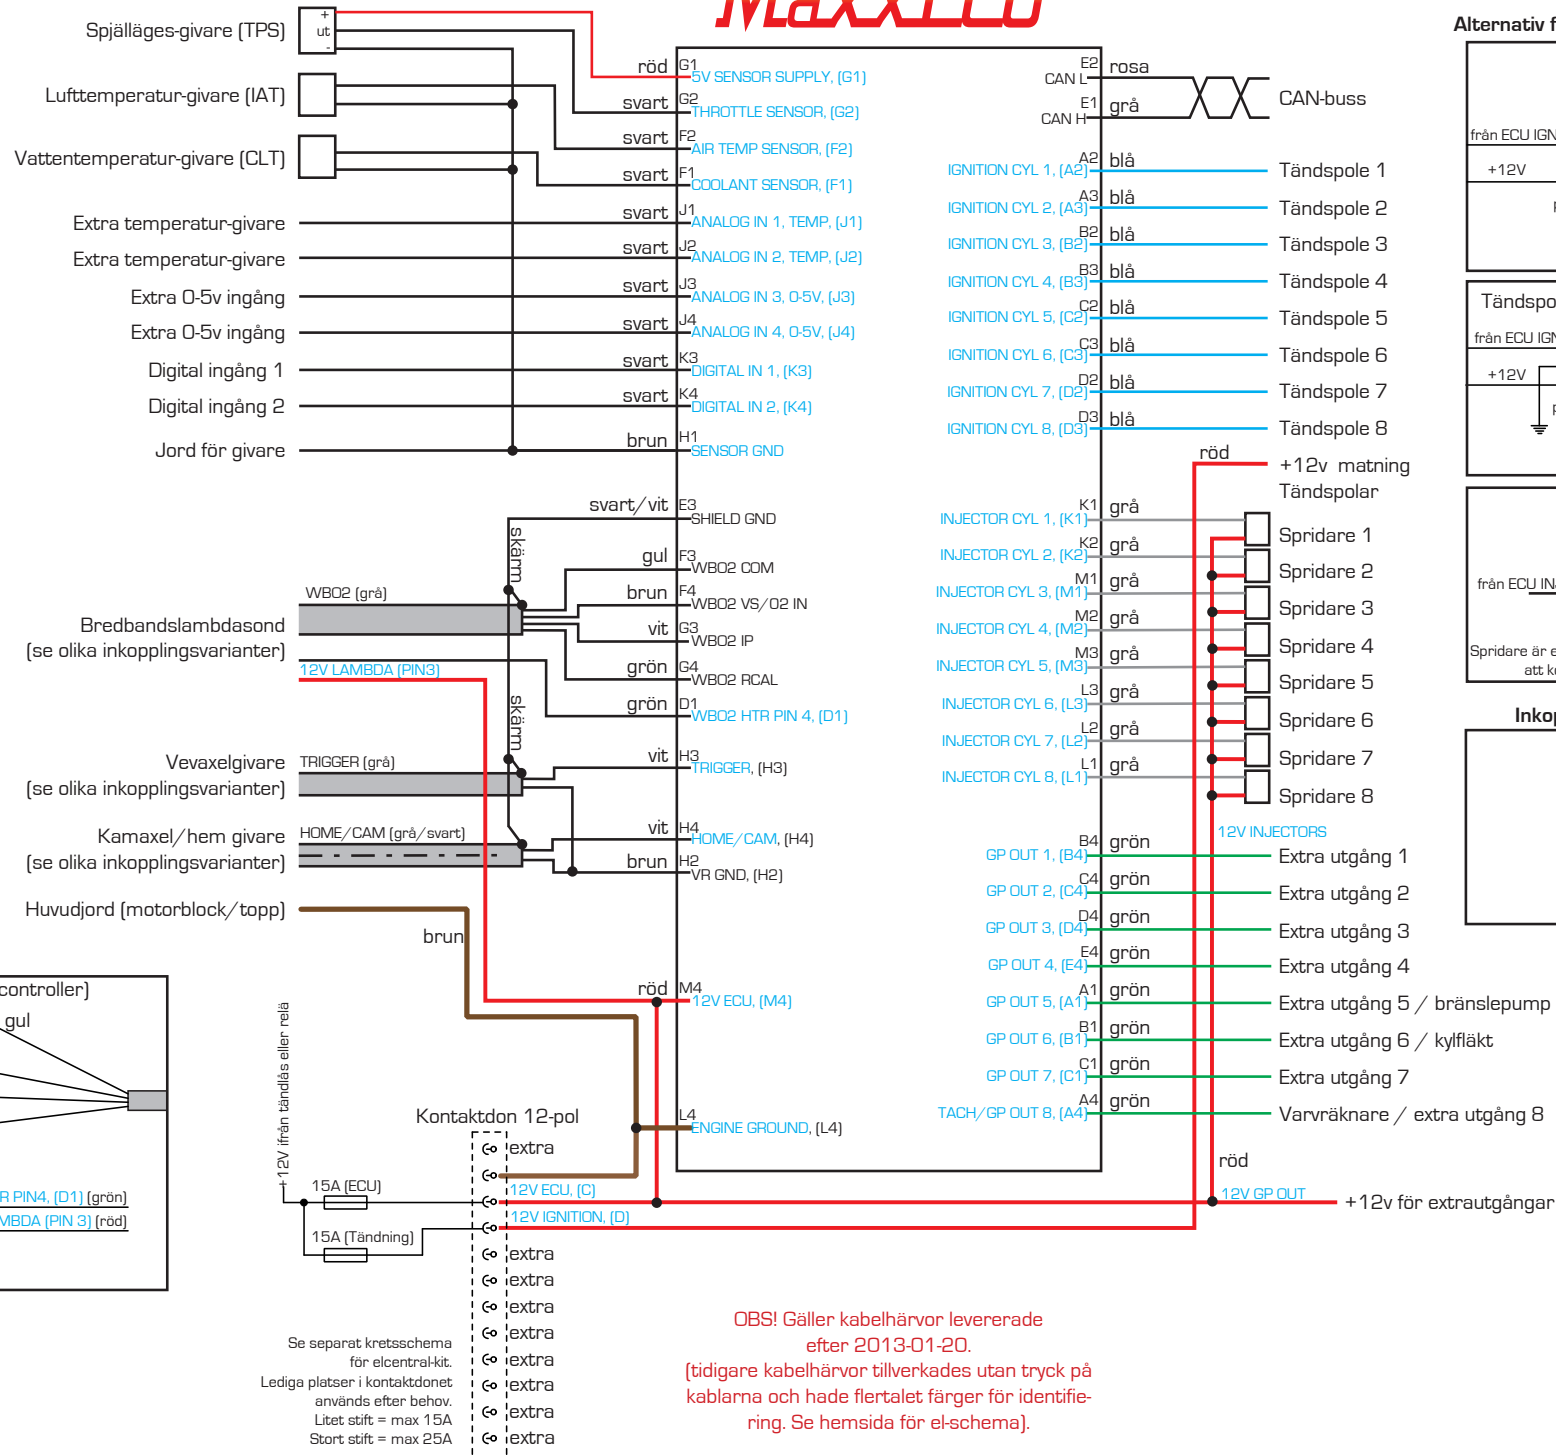 MaxxECU
Spjälläges-givare (TPS)
+
ut
-
Lufttemperatur-givare (IAT)
Vattentemperatur-givare (CLT)
Extra temperatur-givare
Extra temperatur-givare
Extra 0-5v ingång
Extra 0-5v ingång
Digital ingång 1
Digital ingång 2
Jord för givare
röd G1 5V SENSOR SUPPLY, (G1)
svart G2 THROTTLE SENSOR, (G2)
svart F2 AIR TEMP SENSOR, (F2)
svart F1 COOLANT SENSOR, (F1)
svart J1 ANALOG IN 1, TEMP, (J1)
svart J2 ANALOG IN 2, TEMP, (J2)
svart J3 ANALOG IN 3, 0-5V, (J3)
svart J4 ANALOG IN 4, 0-5V, (J4)
svart K3 DIGITAL IN 1, (K3)
svart K4 DIGITAL IN 2, (K4)
brun H1 SENSOR GND
svart/vit E3 SHIELD GND
skärm
gul F3 WBO2 COM
brun F4 WBO2 VS/O2 IN
vit G3 WBO2 IP
grön G4 WBO2 RCAL
grön D1 WBO2 HTR PIN 4, (D1)
WBO2 (grå)
Bredbandslambdasond
(se olika inkopplingsvarianter)
12V LAMBDA (PIN3)
skärm
Vevaxelgivare
(se olika inkopplingsvarianter)
TRIGGER (grå)
vit H3 TRIGGER, (H3)
Kamaxel/hem givare
(se olika inkopplingsvarianter)
HOME/CAM (grå/svart)
vit H4 HOME/CAM, (H4)
brun H2 VR GND, (H2)
Huvudjord (motorblock/topp)
brun
röd M4 12V ECU, (M4)
L4 ENGINE GROUND, (L4)
E2 rosa
CAN L
E1 grå
CAN H
CAN-buss
IGNITION CYL 1, (A2) A2 blå Tändspole 1
IGNITION CYL 2, (A3) A3 blå Tändspole 2
IGNITION CYL 3, (B2) B2 blå Tändspole 3
IGNITION CYL 4, (B3) B3 blå Tändspole 4
IGNITION CYL 5, (C2) C2 blå Tändspole 5
IGNITION CYL 6, (C3) C3 blå Tändspole 6
IGNITION CYL 7, (D2) D2 blå Tändspole 7
IGNITION CYL 8, (D3) D3 blå Tändspole 8
röd
+12v matning
Tändspolar
INJECTOR CYL 1, (K1) K1 grå Spridare 1
INJECTOR CYL 2, (K2) K2 grå Spridare 2
INJECTOR CYL 3, (M1) M1 grå Spridare 3
INJECTOR CYL 4, (M2) M2 grå Spridare 4
INJECTOR CYL 5, (M3) M3 grå Spridare 5
INJECTOR CYL 6, (L3) L3 grå Spridare 6
INJECTOR CYL 7, (L2) L2 grå Spridare 7
INJECTOR CYL 8, (L1) L1 grå Spridare 8
12V INJECTORS
GP OUT 1, (B4) B4 grön Extra utgång 1
GP OUT 2, (C4) C4 grön Extra utgång 2
GP OUT 3, (D4) D4 grön Extra utgång 3
GP OUT 4, (E4) E4 grön Extra utgång 4
GP OUT 5, (A1) A1 grön Extra utgång 5 / bränslepump
GP OUT 6, (B1) B1 grön Extra utgång 6 / kylfläkt
GP OUT 7, (C1) C1 grön Extra utgång 7
TACH/GP OUT 8, (A4) A4 grön Varvräknare / extra utgång 8
röd
12V GP OUT
+12v för extrautgångar
Alternativ f
från ECU IGN
+12V
Tändspo
från ECU IGN
+12V
från ECU IN
Spridare är e
att k
Inkop
controller)
gul
R PIN4, (D1) (grön)
MBDA (PIN 3) (röd)
+12V ifrån tändlås eller relä
15A (ECU)
15A (Tändning)
Kontaktdon 12-pol
extra
12V ECU, (C)
12V IGNITION, (D)
extra
extra
extra
extra
extra
extra
extra
extra
Se separat kretsschema
för elcentral-kit.
Lediga platser i kontaktdonet
används efter behov.
Litet stift = max 15A
Stort stift = max 25A
OBS! Gäller kabelhärvor levererade
efter 2013-01-20.
(tidigare kabelhärvor tillverkades utan tryck på
kablarna och hade flertalet färger för identifie-
ring. Se hemsida för el-schema).